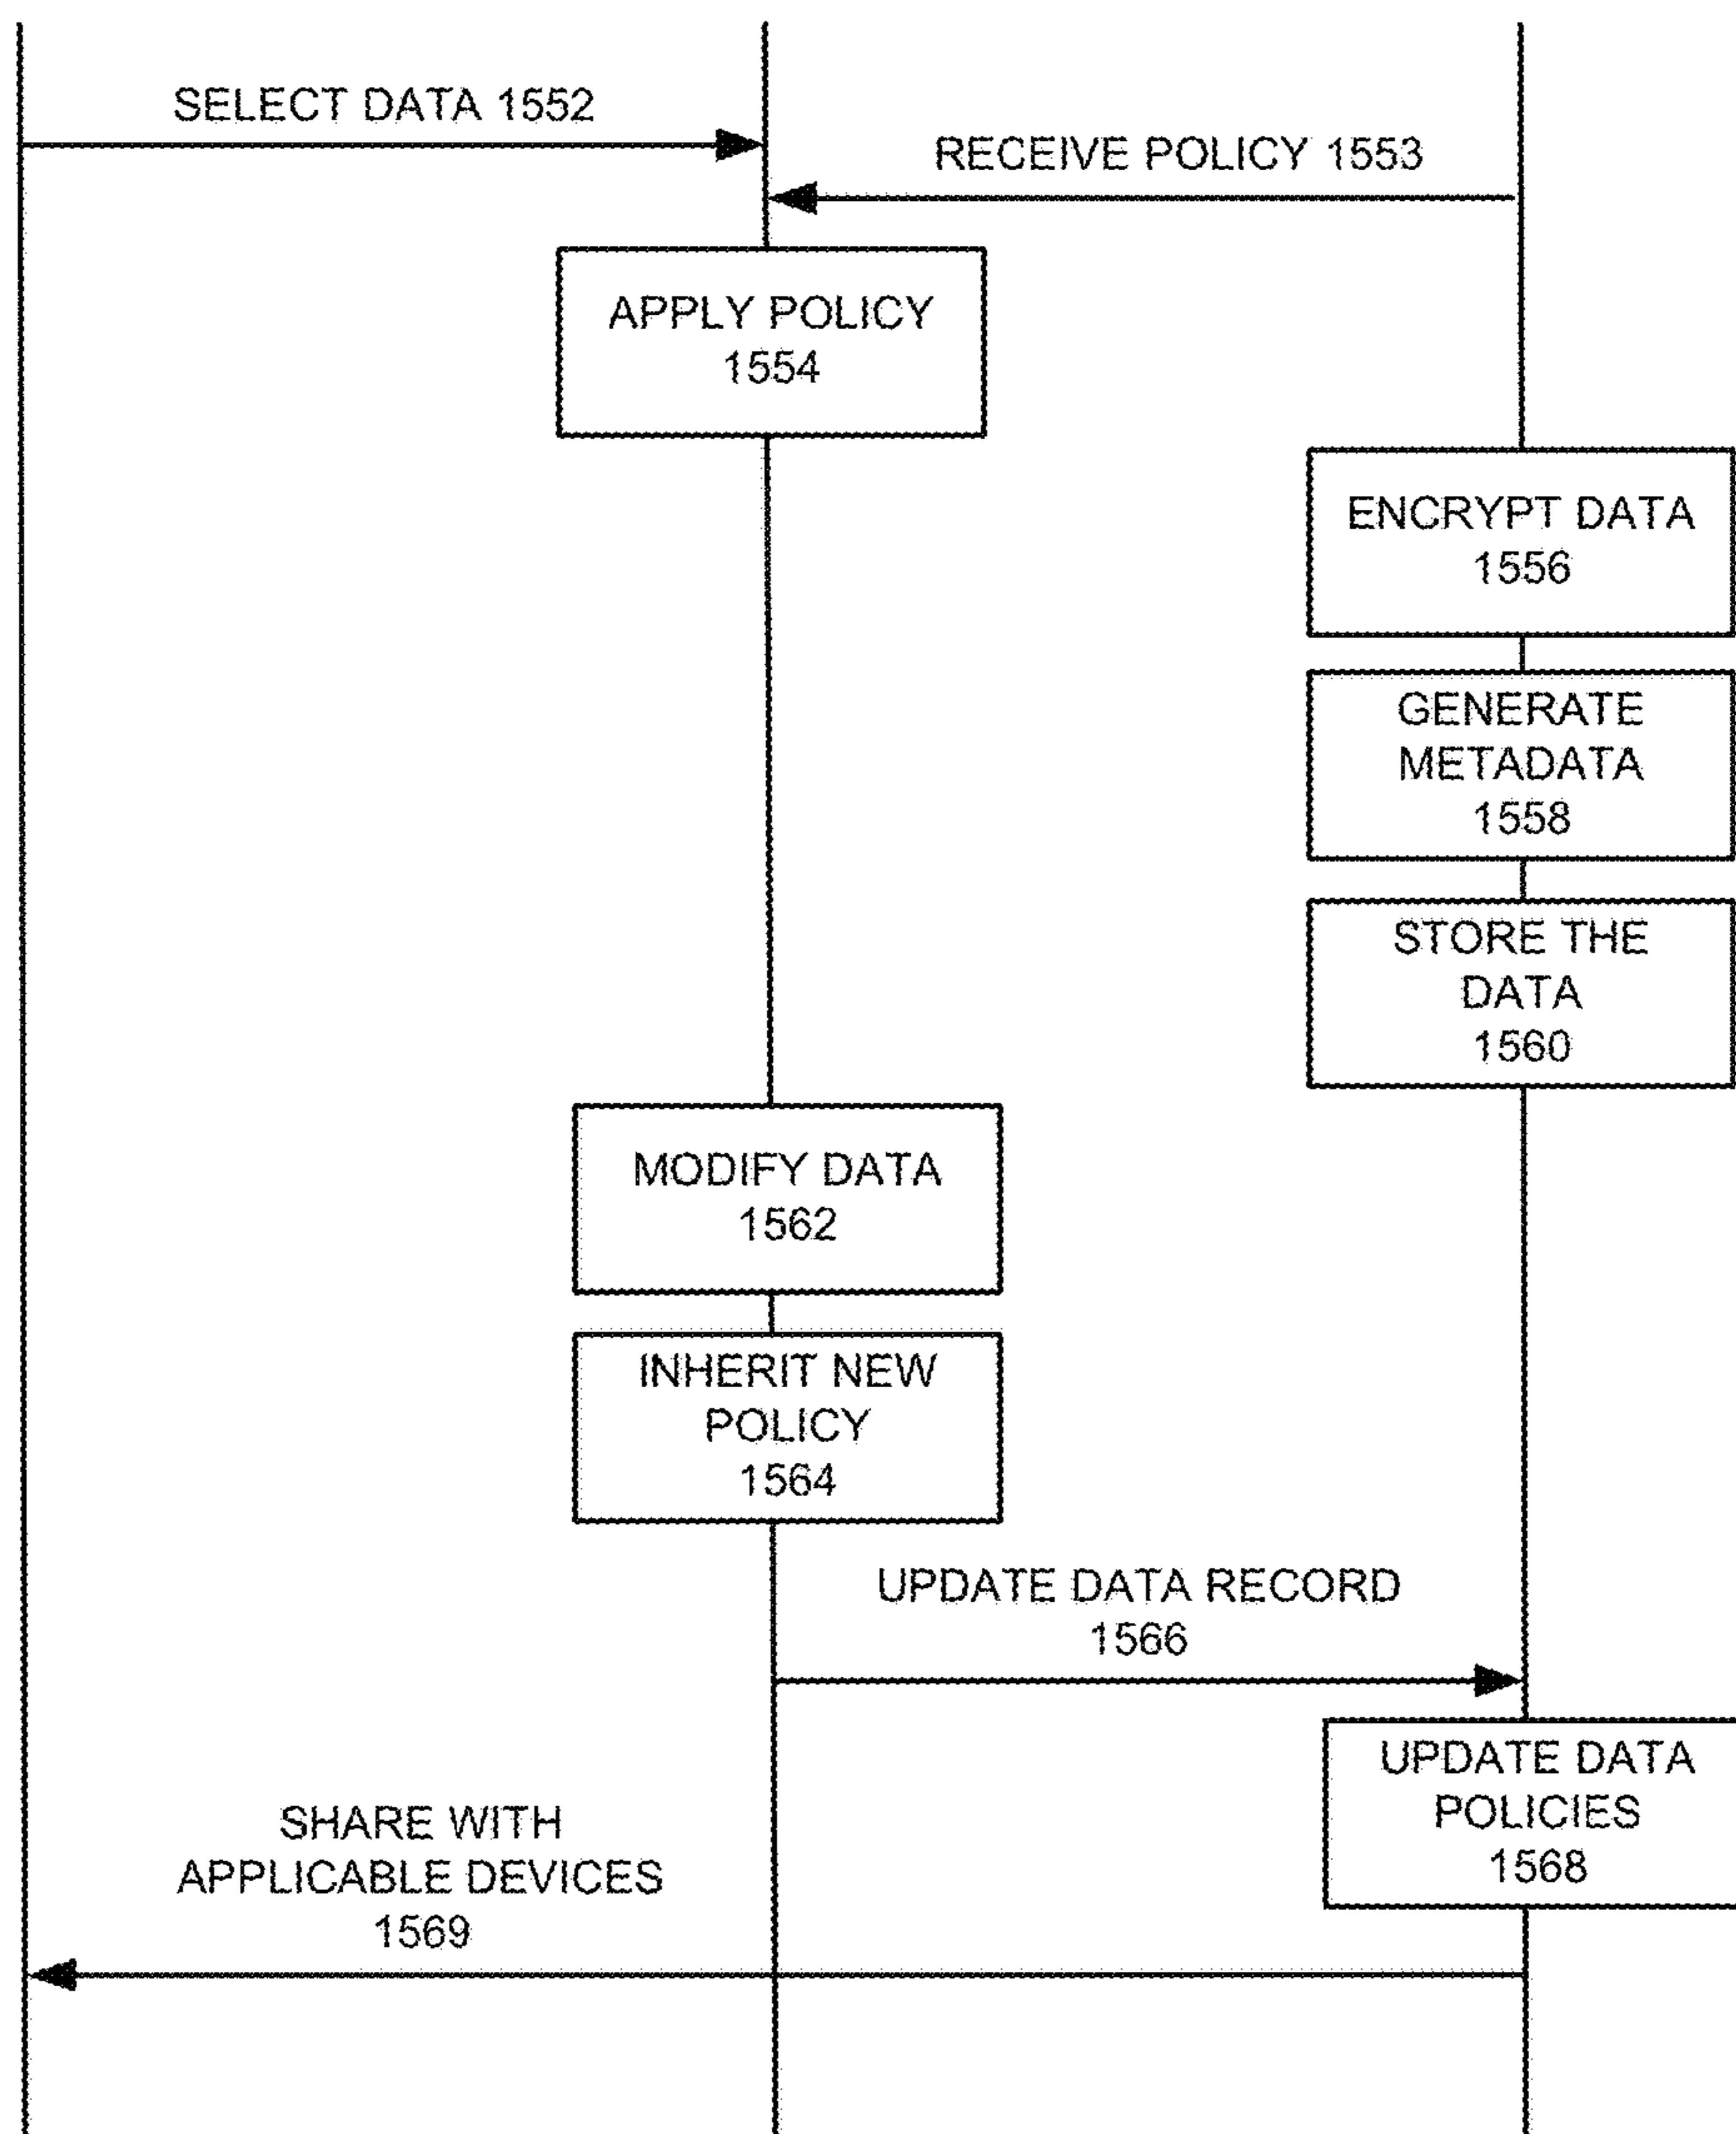 SELECT DATA 1552
RECEIVE POLICY 1553
APPLY POLICY
1554
ENCRYPT DATA
1556
GENERATE
METADATA
1558
STORE THE
DATA
1560
MODIFY DATA
1562
INHERIT NEW
POLICY
1564
UPDATE DATA RECORD
1566
UPDATE DATA
POLICIES
1568
SHARE WITH
APPLICABLE DEVICES
1569